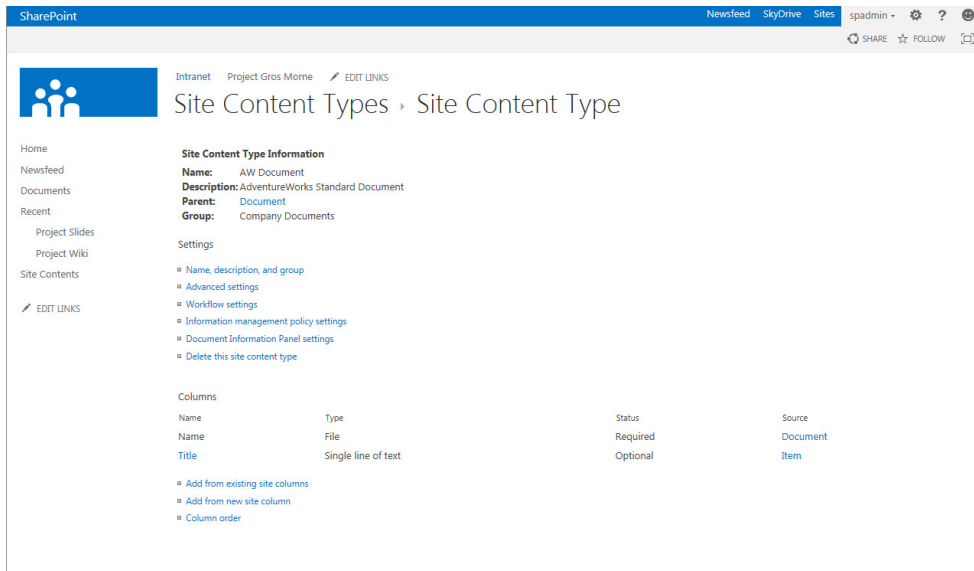 SharePoint Newsfeed SkyDrive Sites spadmin ?
SHARE FOLLOW
Intranet Project Gros Morne EDIT LINKS
Site Content Types › Site Content Type
Home
Newsfeed
Documents
Recent
Project Slides
Project Wiki
Site Contents
EDIT LINKS
Site Content Type Information
Name: AW Document
Description: AdventureWorks Standard Document
Parent: Document
Group: Company Documents
Settings
Name, description, and group
Advanced settings
Workflow settings
Information management policy settings
Document Information Panel settings
Delete this site content type
Columns
Name Type Status Source
Name File Required Document
Title Single line of text Optional Item
Add from existing site columns
Add from new site column
Column order